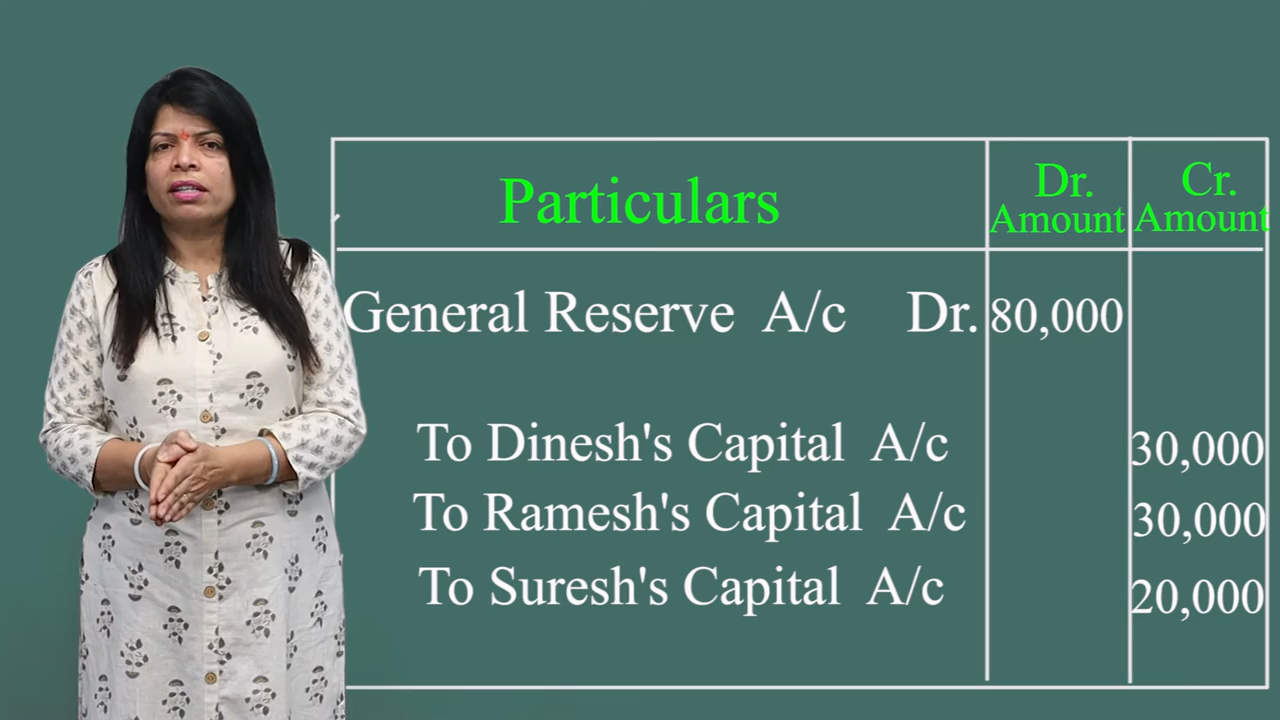 Particulars Dr. Amount Cr. Amount
General Reserve A/c Dr. 80,000
To Dinesh's Capital A/c 30,000
To Ramesh's Capital A/c 30,000
To Suresh's Capital A/c 20,000